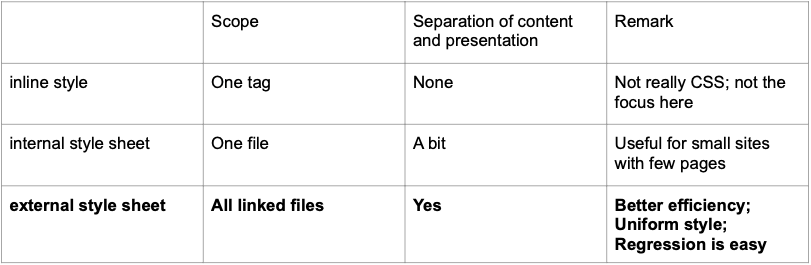 Scope
Separation of content
and presentation
Remark
inline style
One tag
None
Not really CSS; not the
focus here
internal style sheet
One file
A bit
Useful for small sites
with few pages
external style sheet
All linked files
Yes
Better efficiency;
Uniform style;
Regression is easy